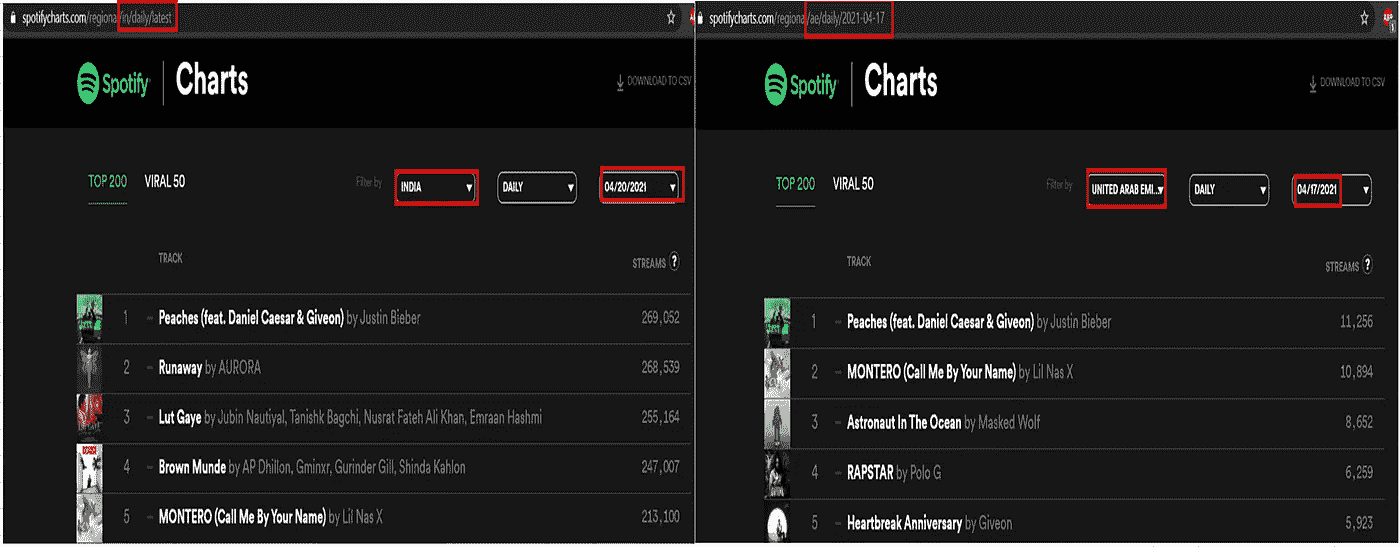 spotifycharts.com/regional/in/daily/latest
Spotify Charts
DOWNLOAD TO CSV
TOP 200 VIRAL 50 Filter by INDIA DAILY 04/20/2021
TRACK STREAMS ?
1 Peaches (feat. Daniel Caesar & Giveon) by Justin Bieber 269,052
2 Runaway by AURORA 268,539
3 Lut Gaye by Jubin Nautiyal, Tanishk Bagchi, Nusrat Fateh Ali Khan, Emraan Hashmi 255,164
4 Brown Munde by AP Dhillon, Gminxr, Gurinder Gill, Shinda Kahlon 247,007
5 MONTERO (Call Me By Your Name) by Lil Nas X 213,100
spotifycharts.com/regional/ae/daily/2021-04-17
Spotify Charts
DOWNLOAD TO CSV
TOP 200 VIRAL 50 Filter by UNITED ARAB EMI... DAILY 04/17/2021
TRACK STREAMS ?
1 Peaches (feat. Daniel Caesar & Giveon) by Justin Bieber 11,256
2 MONTERO (Call Me By Your Name) by Lil Nas X 10,894
3 Astronaut In The Ocean by Masked Wolf 8,652
4 RAPSTAR by Polo G 6,259
5 Heartbreak Anniversary by Giveon 5,923